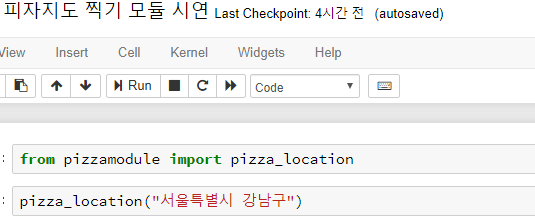 피자지도 찍기 모듈 시연 Last Checkpoint: 4시간 전 (autosaved)
View Insert Cell Kernel Widgets Help
Run Code
: from pizzamodule import pizza_location
: pizza_location("서울특별시 강남구")